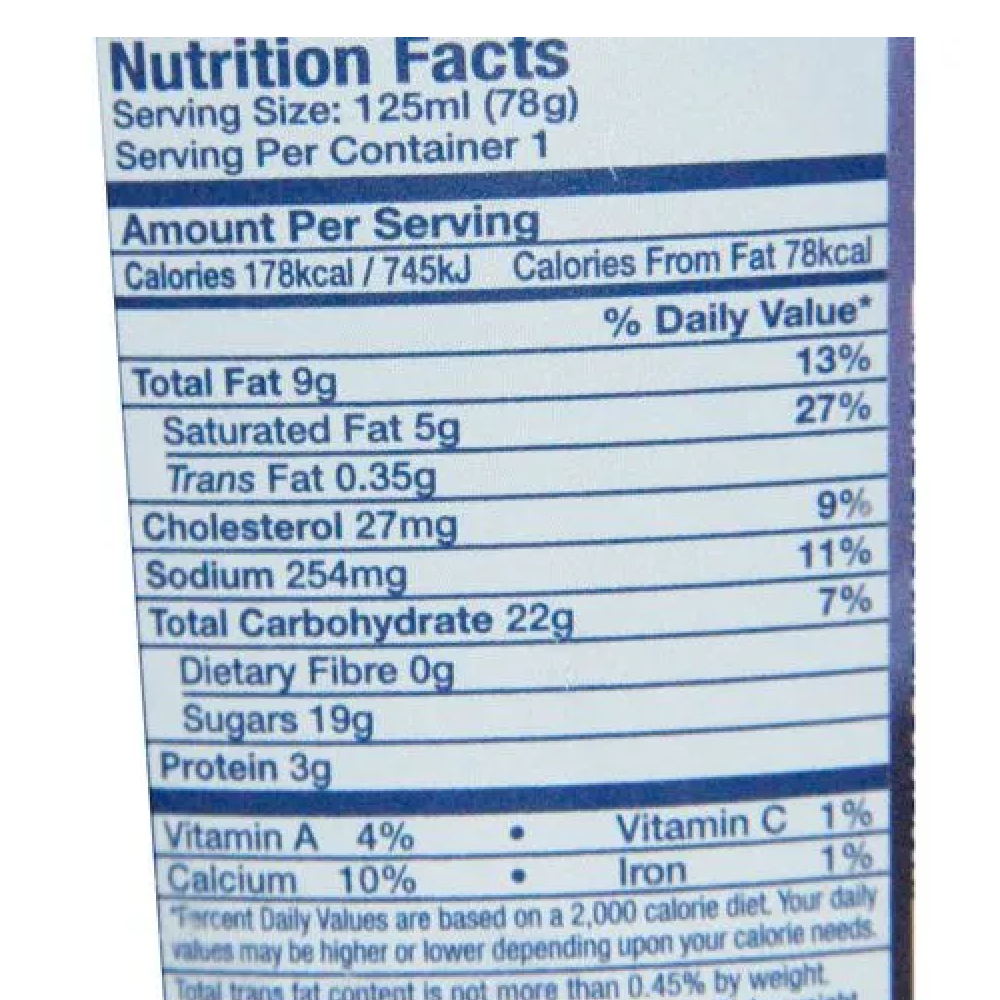 Nutrition Facts
Serving Size: 125ml (78g)
Serving Per Container 1
Amount Per Serving
Calories 178kcal / 745kJ Calories From Fat 78kcal
% Daily Value*
Total Fat 9g 13%
Saturated Fat 5g 27%
Trans Fat 0.35g
Cholesterol 27mg 9%
Sodium 254mg 11%
Total Carbohydrate 22g 7%
Dietary Fibre 0g
Sugars 19g
Protein 3g
Vitamin A 4% • Vitamin C 1%
Calcium 10% • Iron 1%
*Percent Daily Values are based on a 2,000 calorie diet. Your daily
values may be higher or lower depending upon your calorie needs.
Total trans fat content is not more than 0.45% by weight.